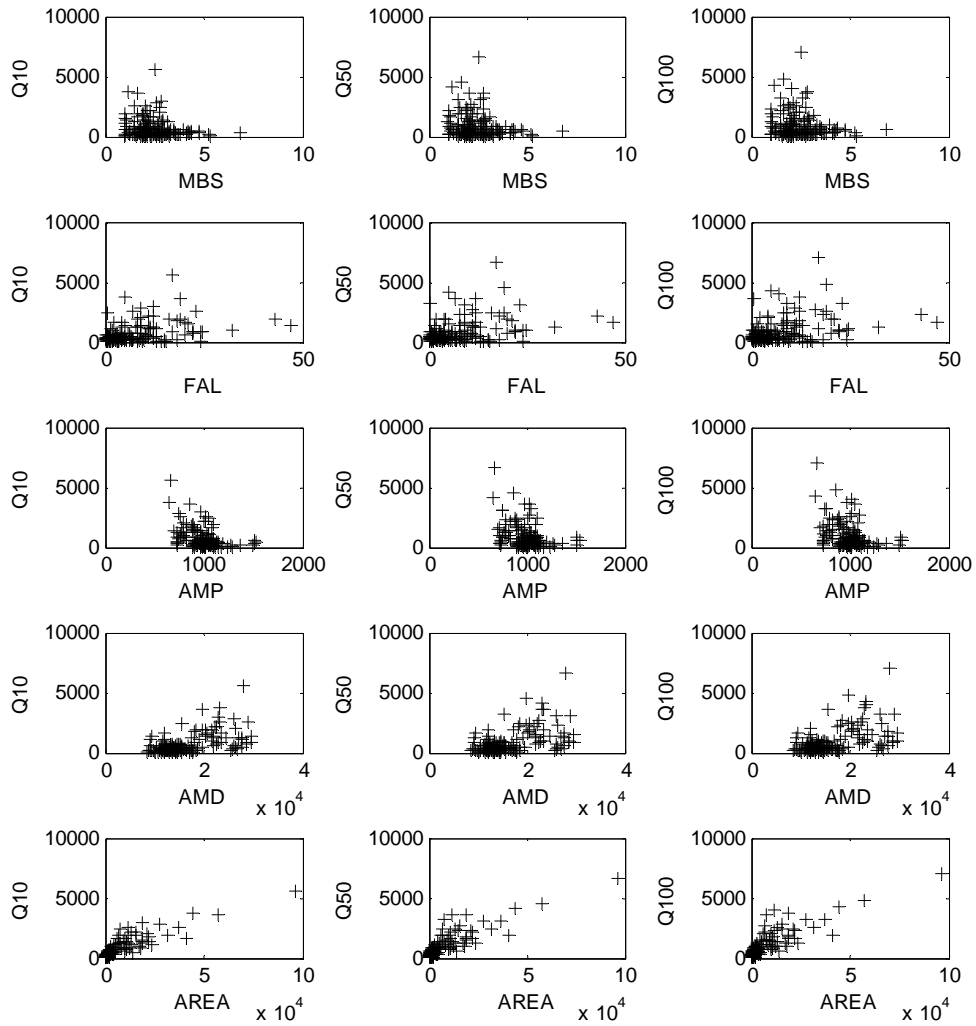 10000 10000 10000
Q10 Q50 Q100
5000 5000 5000
0 0 0
0 5 10 0 5 10 0 5 10
MBS MBS MBS
10000 10000 10000
Q10 Q50 Q100
5000 5000 5000
0 0 0
0 50 0 50 0 50
FAL FAL FAL
10000 10000 10000
Q10 Q50 Q100
5000 5000 5000
0 0 0
0 1000 2000 0 1000 2000 0 1000 2000
AMP AMP AMP
10000 10000 10000
Q10 Q50 Q100
5000 5000 5000
0 0 0
0 2 4 0 2 4 0 2 4
AMD AMD AMD
x 10^4 x 10^4 x 10^4
10000 10000 10000
Q10 Q50 Q100
5000 5000 5000
0 0 0
0 5 10 0 5 10 0 5 10
AREA AREA AREA
x 10^4 x 10^4 x 10^4